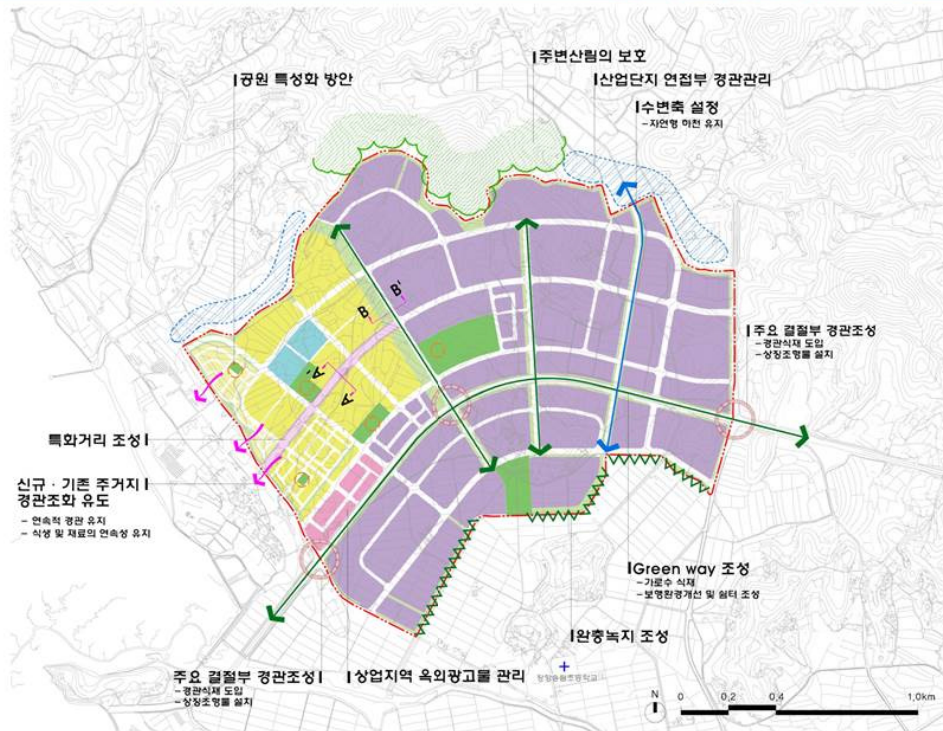 주변산림의 보호
공원 특성화 방안
산업단지 연접부 경관관리
수변축 설정
- 자연형 하천 유지
B'
B
주요 결절부 경관조성
- 경관식재 도입
- 상징조형물 설치
A'
A
특화거리 조성
신규 · 기존 주거지
경관조화 유도
- 연속적 경관 유지
- 식생 및 재료의 연속성 유지
Green way 조성
- 가로수 식재
- 보행환경개선 및 쉼터 조성
완충녹지 조성
주요 결절부 경관조성
- 경관식재 도입
- 상징조형물 설치
상업지역 옥외광고물 관리
N
0 0.2 0.4 1.0km